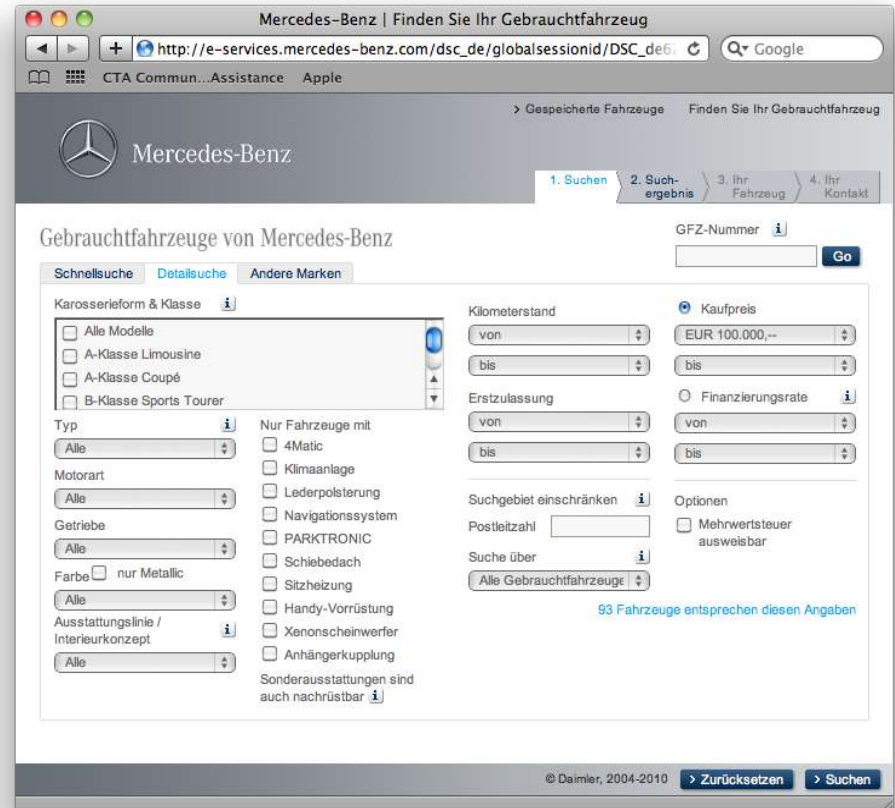 Mercedes-Benz | Finden Sie Ihr Gebrauchtfahrzeug
http://e-services.mercedes-benz.com/dsc_de/globalsessionid/DSC_de6
Google
CTA Commun...Assistance Apple
> Gespeicherte Fahrzeuge Finden Sie Ihr Gebrauchtfahrzeug
Mercedes-Benz
1. Suchen
2. Such-
ergebnis
3. Ihr
Fahrzeug
4. Ihr
Kontakt
Gebrauchtfahrzeuge von Mercedes-Benz
GFZ-Nummer i
Go
Schnellsuche Detailsuche Andere Marken
Karosserieform & Klasse i
Alle Modelle
A-Klasse Limousine
A-Klasse Coupé
B-Klasse Sports Tourer
Typ i
Alle
Motorart
Alle
Getriebe
Alle
Farbe nur Metallic
Alle
Ausstattungslinie /
Interieurkonzept i
Alle
Nur Fahrzeuge mit
4Matic
Klimaanlage
Lederpolsterung
Navigationssystem
PARKTRONIC
Schiebedach
Sitzheizung
Handy-Vorrüstung
Xenonscheinwerfer
Anhängerkupplung
Sonderausstattungen sind
auch nachrüstbar i
Kilometerstand
von
bis
Erstzulassung
von
bis
Kaufpreis
EUR 100.000,--
bis
Finanzierungsrate i
von
bis
Suchgebiet einschränken i
Postleitzahl
Suche über i
Alle Gebrauchtfahrzeuge
Optionen
Mehrwertsteuer
ausweisbar
93 Fahrzeuge entsprechen diesen Angaben
© Daimler, 2004-2010 > Zurücksetzen > Suchen